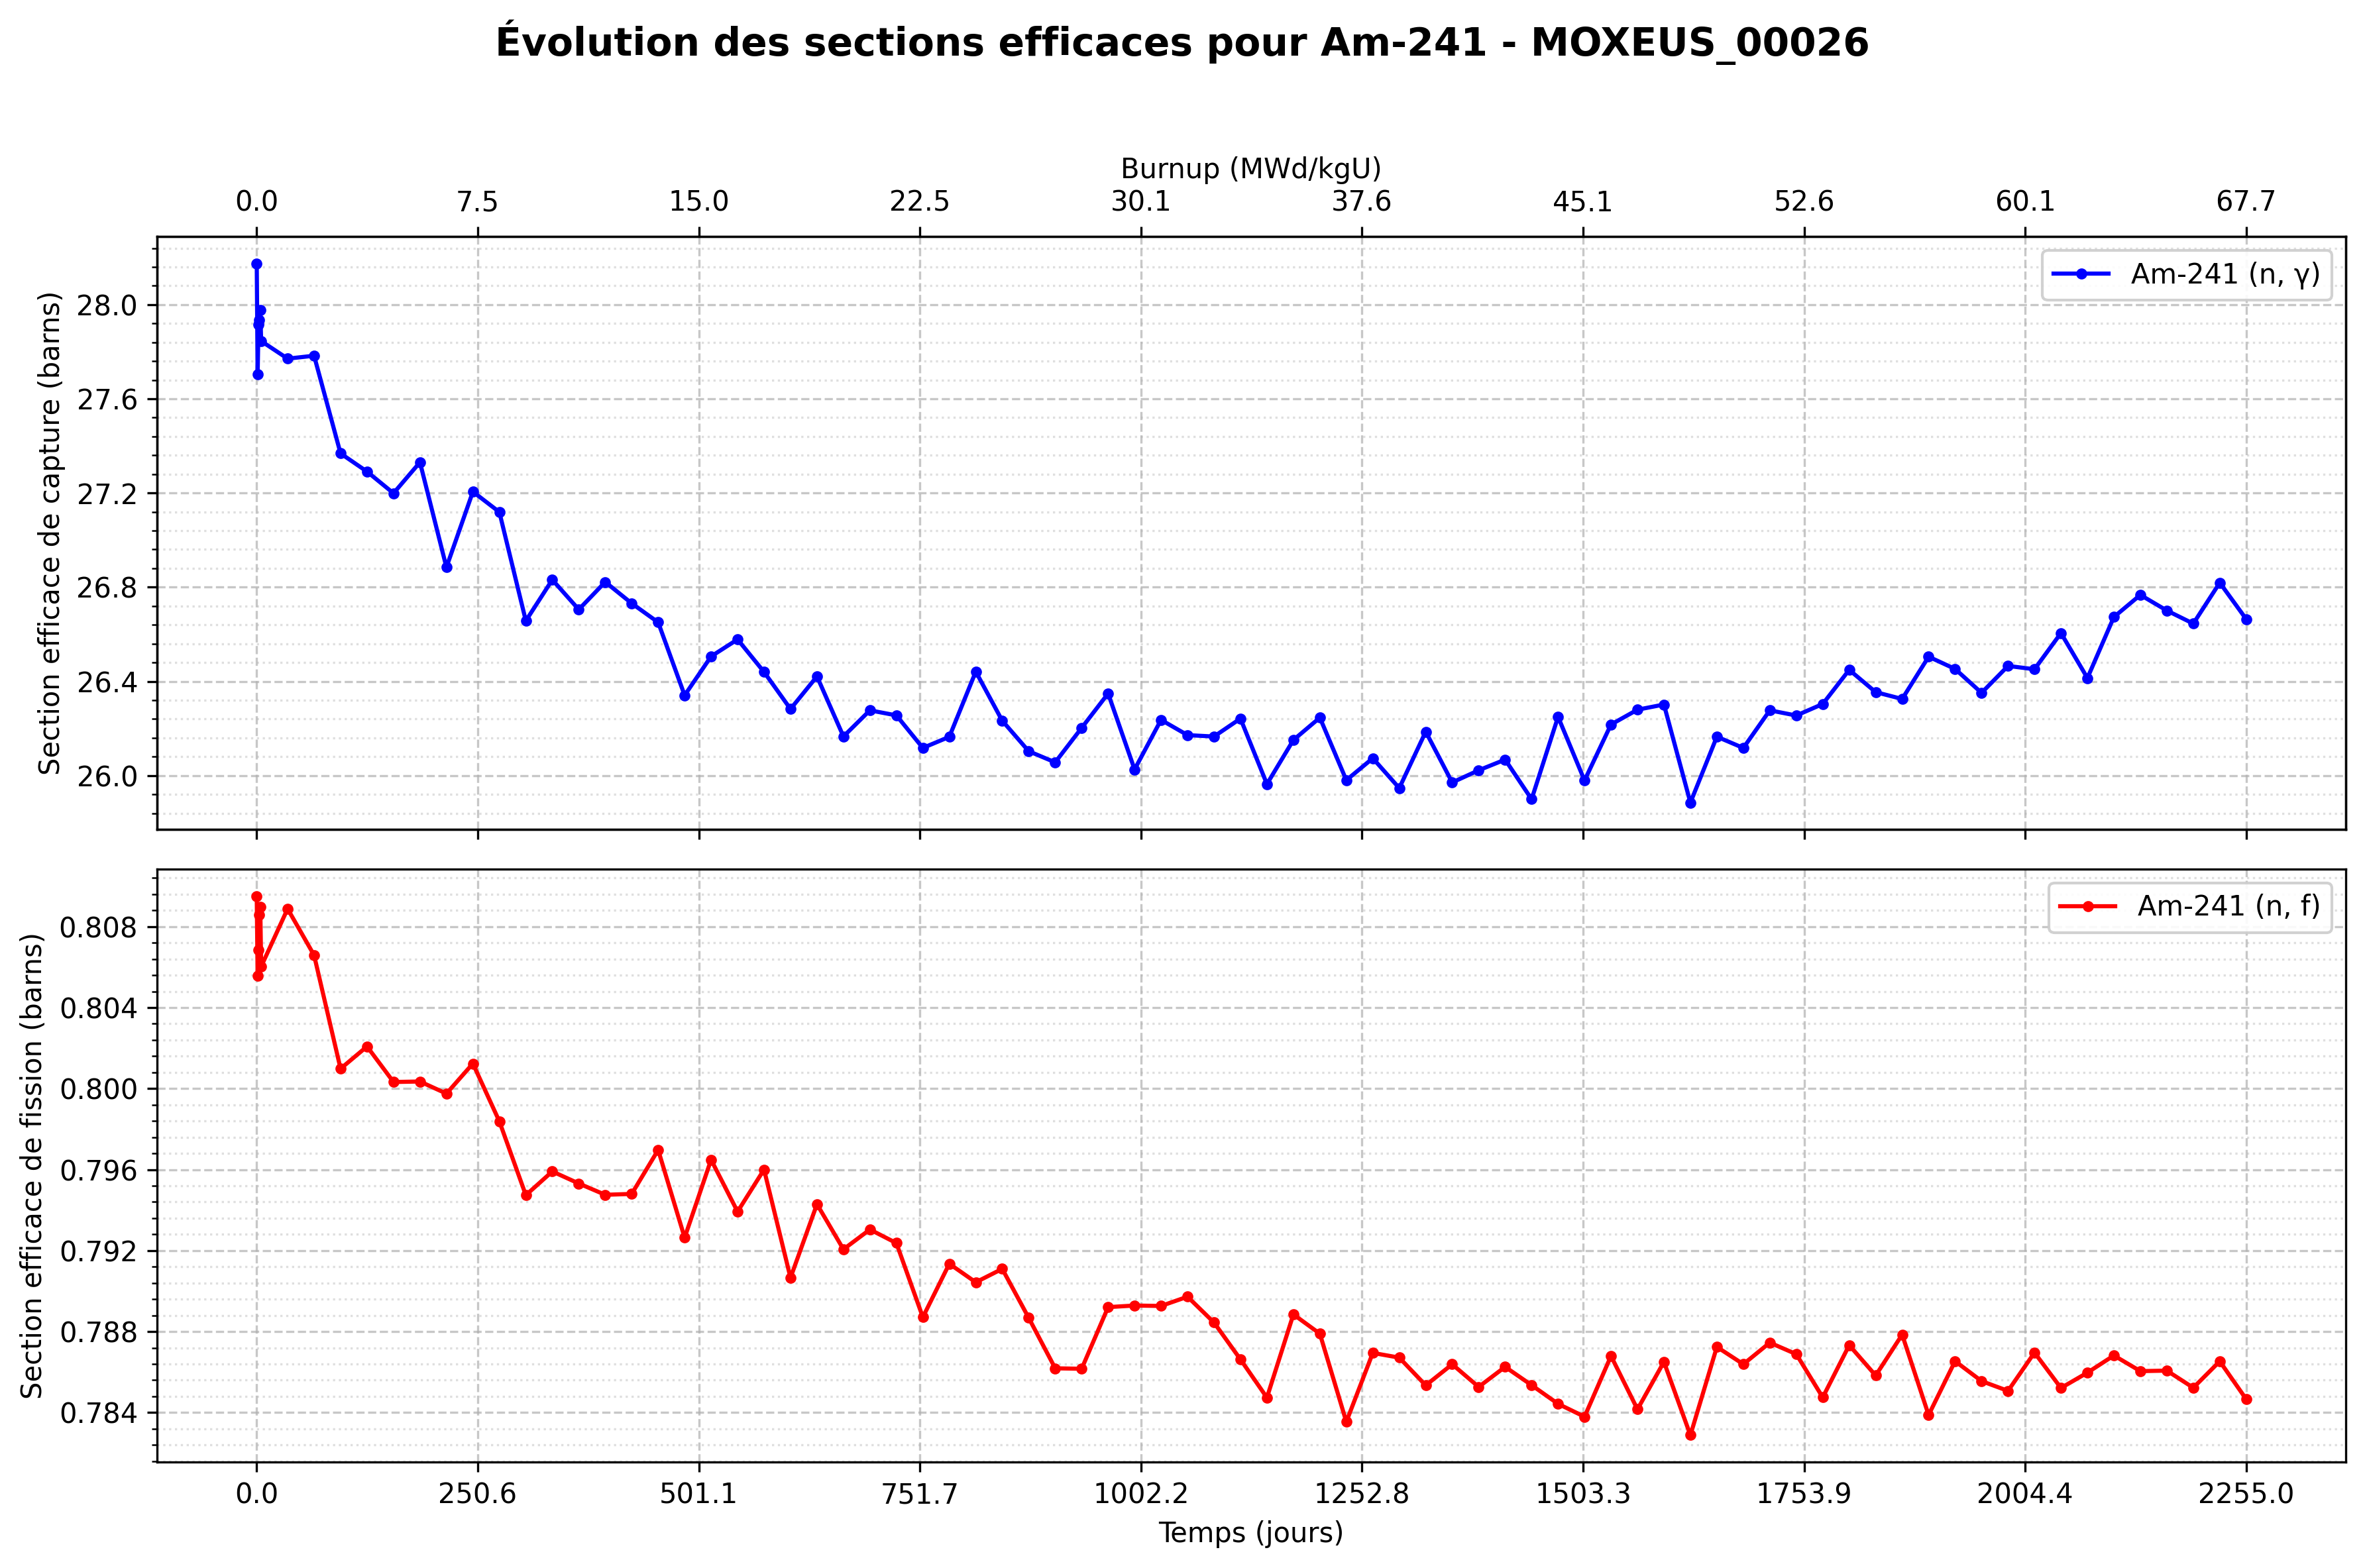 Évolution des sections efficaces pour Am-241 - MOXEUS_00026
Burnup (MWd/kgU)
0.0 7.5 15.0 22.5 30.1 37.6 45.1 52.6 60.1 67.7
Am-241 (n, γ)
Section efficace de capture (barns)
28.0
27.6
27.2
26.8
26.4
26.0
Am-241 (n, f)
Section efficace de fission (barns)
0.808
0.804
0.800
0.796
0.792
0.788
0.784
0.0 250.6 501.1 751.7 1002.2 1252.8 1503.3 1753.9 2004.4 2255.0
Temps (jours)